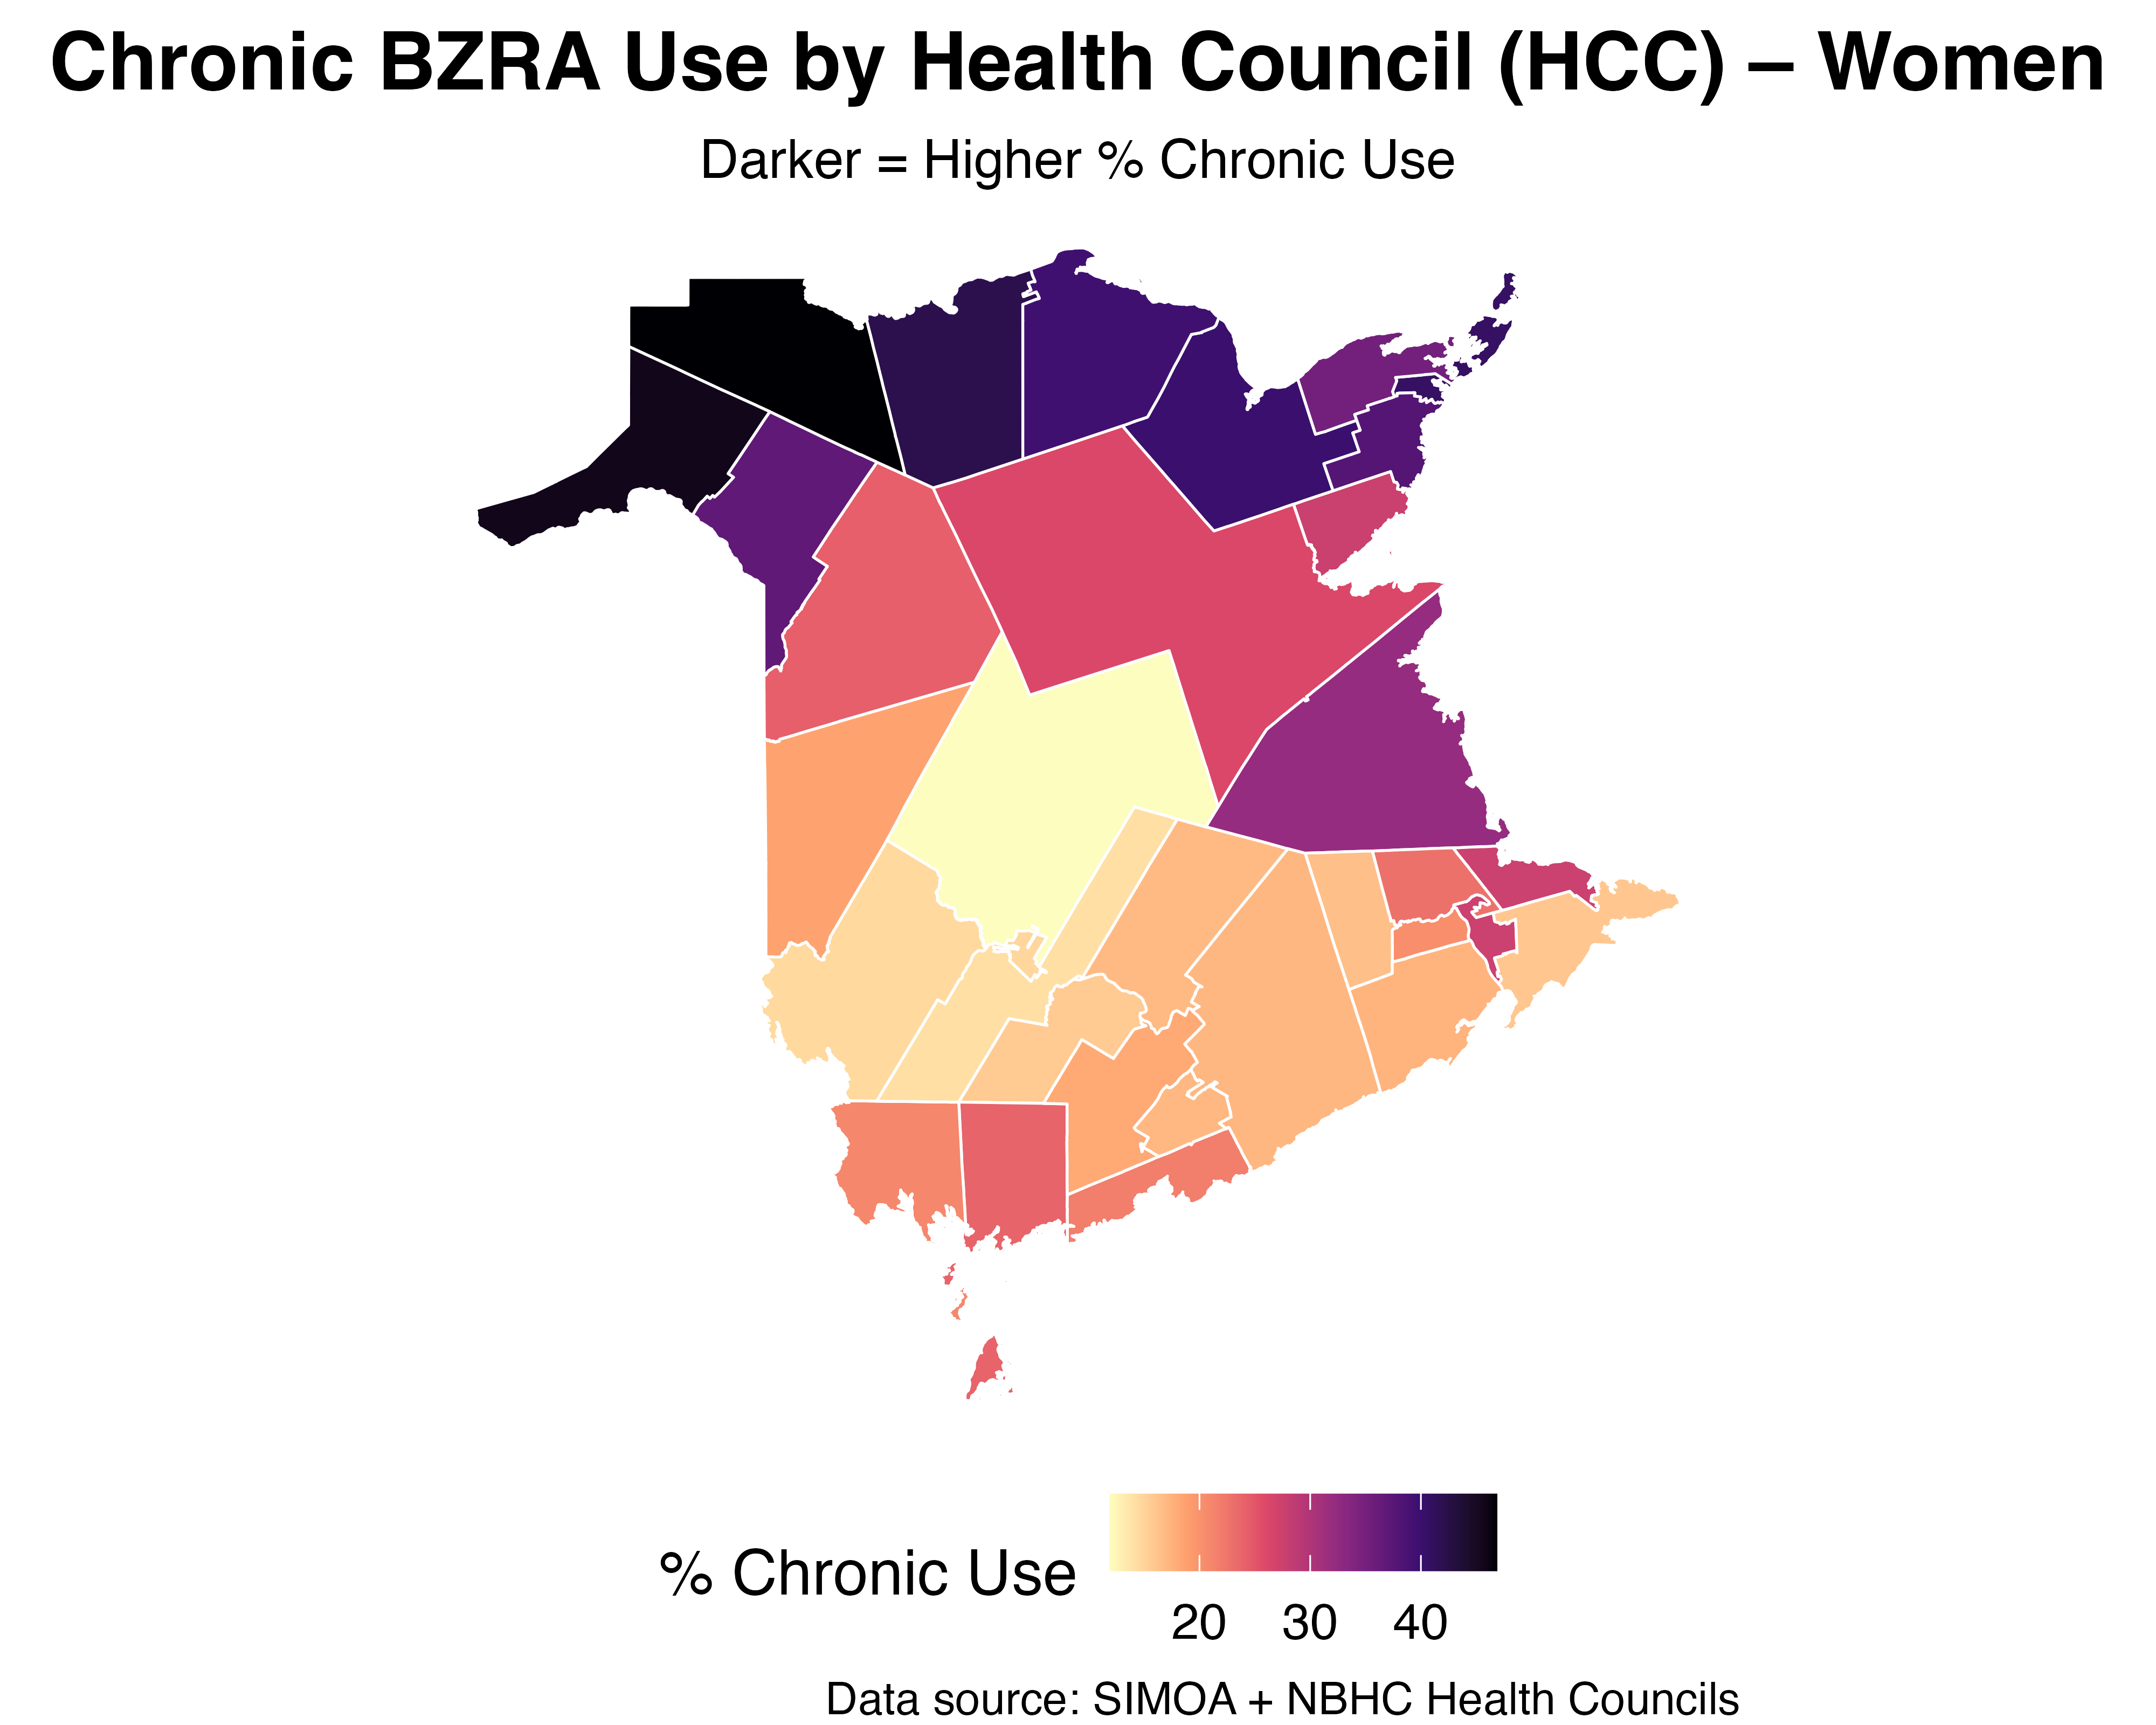 Chronic BZRA Use by Health Council (HCC) – Women
Darker = Higher % Chronic Use
% Chronic Use
20 30 40
Data source: SIMOA + NBHC Health Councils